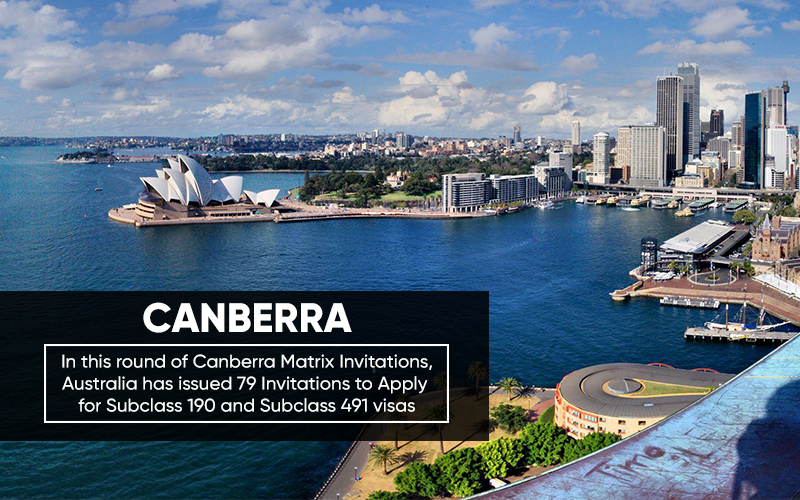 CANBERRA
In this round of Canberra Matrix Invitations,
Australia has issued 79 Invitations to Apply
for Subclass 190 and Subclass 491 visas